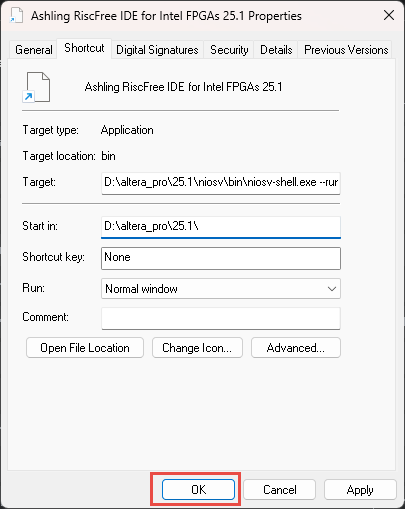 Ashling RiscFree IDE for Intel FPGAs 25.1 Properties
General Shortcut Digital Signatures Security Details Previous Versions
Ashling RiscFree IDE for Intel FPGAs 25.1
Target type: Application
Target location: bin
Target: D:\altera_pro\25.1\niosv\bin\niosv-shell.exe --run
Start in: D:\altera_pro\25.1\
Shortcut key: None
Run: Normal window
Comment:
Open File Location Change Icon... Advanced...
OK Cancel Apply